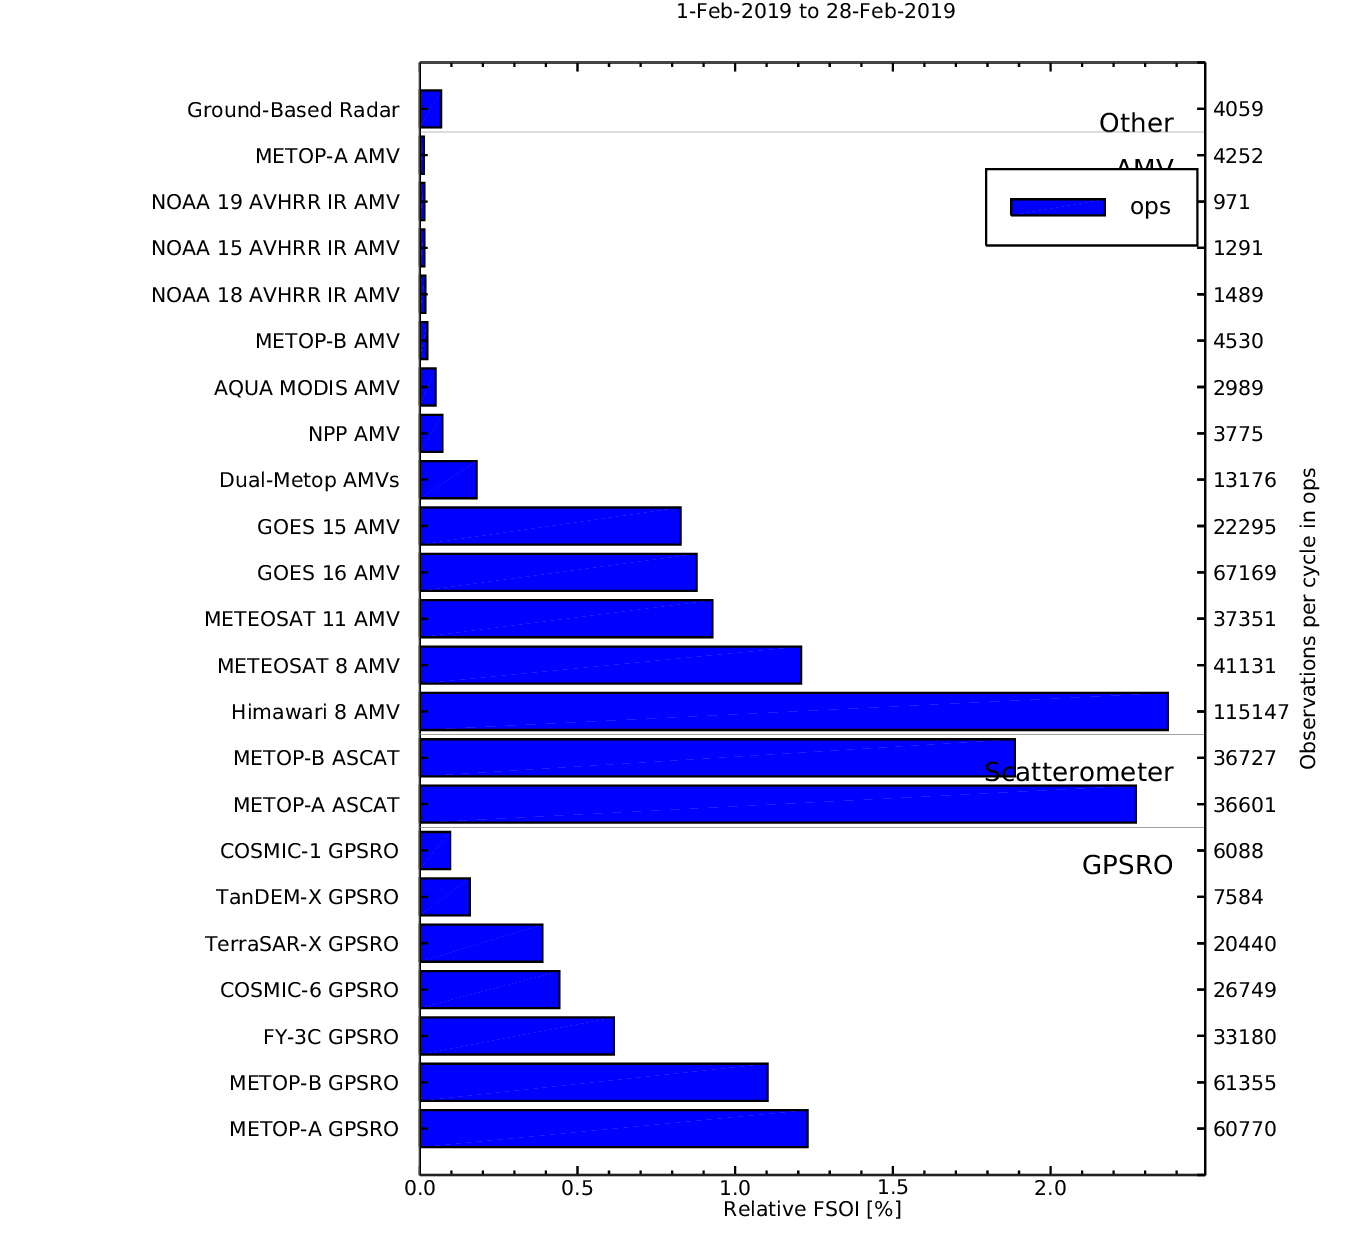 1-Feb-2019 to 28-Feb-2019
Ground-Based Radar 4059
Other
METOP-A AMV 4252
AMV
NOAA 19 AVHRR IR AMV 971
ops
NOAA 15 AVHRR IR AMV 1291
NOAA 18 AVHRR IR AMV 1489
METOP-B AMV 4530
AQUA MODIS AMV 2989
NPP AMV 3775
Dual-Metop AMVs 13176
GOES 15 AMV 22295
GOES 16 AMV 67169
METEOSAT 11 AMV 37351
METEOSAT 8 AMV 41131
Himawari 8 AMV 115147
METOP-B ASCAT 36727
Scatterometer
METOP-A ASCAT 36601
COSMIC-1 GPSRO 6088
GPSRO
TanDEM-X GPSRO 7584
TerraSAR-X GPSRO 20440
COSMIC-6 GPSRO 26749
FY-3C GPSRO 33180
METOP-B GPSRO 61355
METOP-A GPSRO 60770
Observations per cycle in ops
0.0 0.5 1.0 1.5 2.0
Relative FSOI [%]